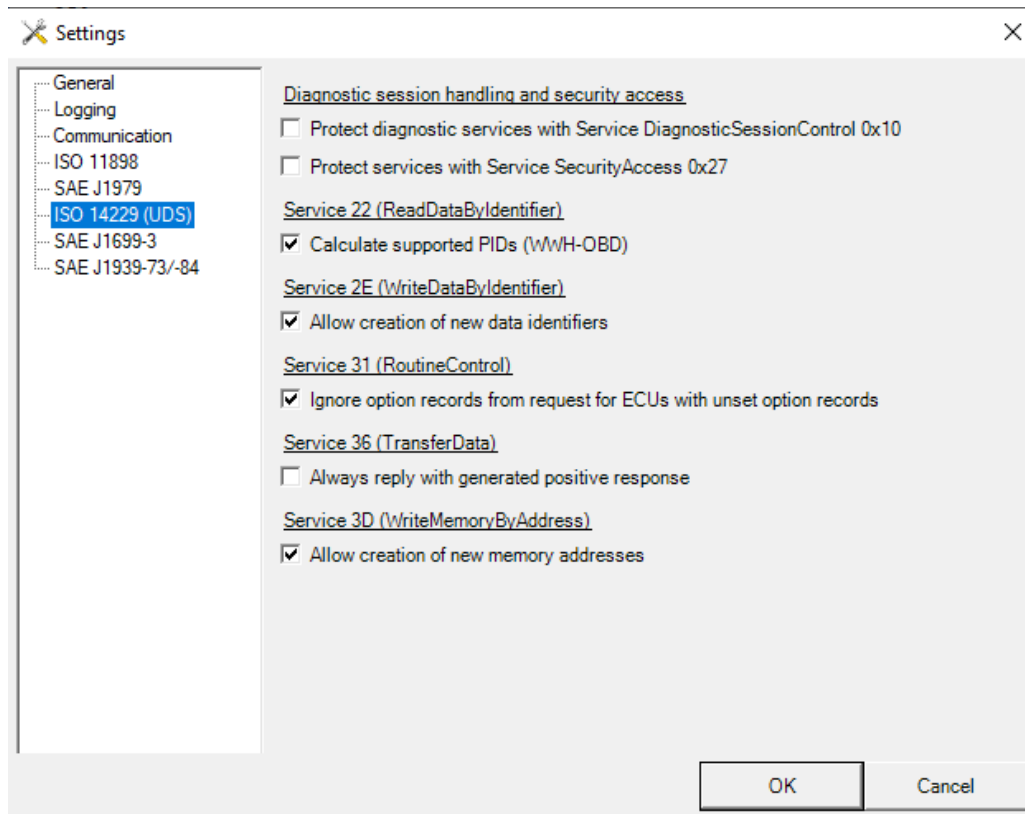 Settings
General
Logging
Communication
ISO 11898
SAE J1979
ISO 14229 (UDS)
SAE J1699-3
SAE J1939-73/-84
Diagnostic session handling and security access
Protect diagnostic services with Service DiagnosticSessionControl 0x10
Protect services with Service SecurityAccess 0x27
Service 22 (ReadDataByIdentifier)
Calculate supported PIDs (WWH-OBD)
Service 2E (WriteDataByIdentifier)
Allow creation of new data identifiers
Service 31 (RoutineControl)
Ignore option records from request for ECUs with unset option records
Service 36 (TransferData)
Always reply with generated positive response
Service 3D (WriteMemoryByAddress)
Allow creation of new memory addresses
OK
Cancel